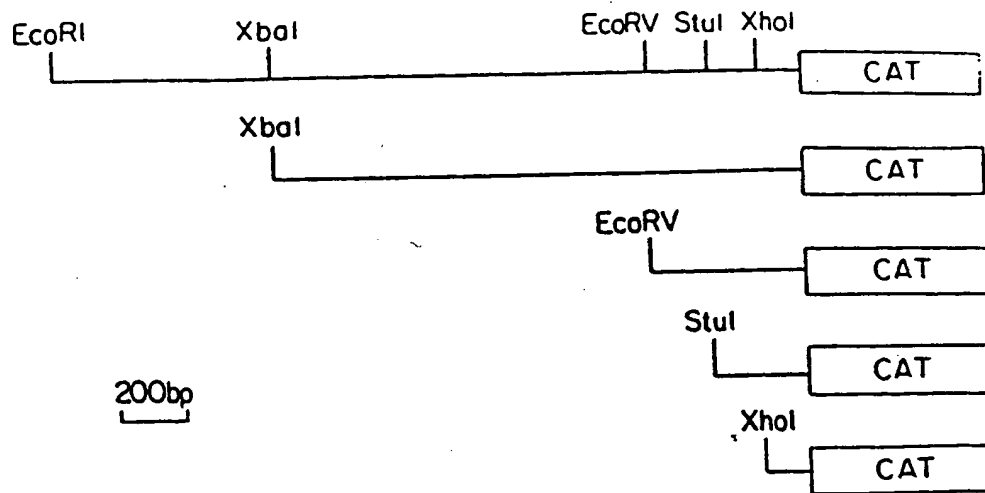 EcoRI XbaI EcoRV StuI XhoI
CAT
XbaI
CAT
EcoRV
CAT
StuI
CAT
200bp
XhoI
CAT